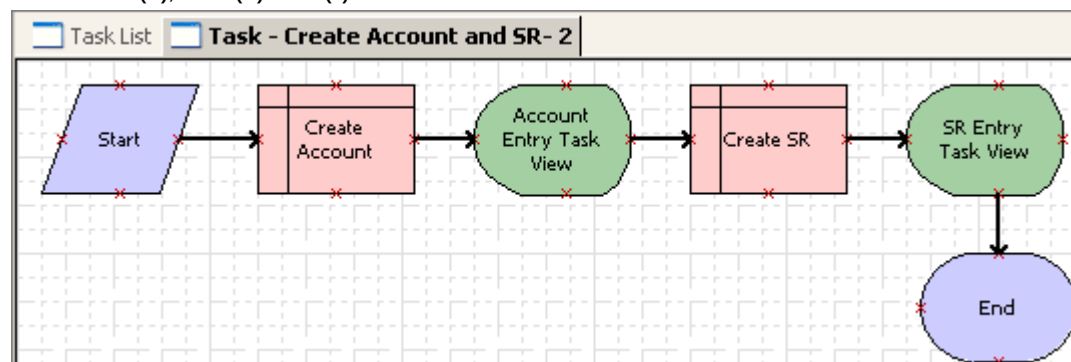 Task List Task - Create Account and SR- 2
Start
Create
Account
Account
Entry Task
View
Create SR
SR Entry
Task View
End